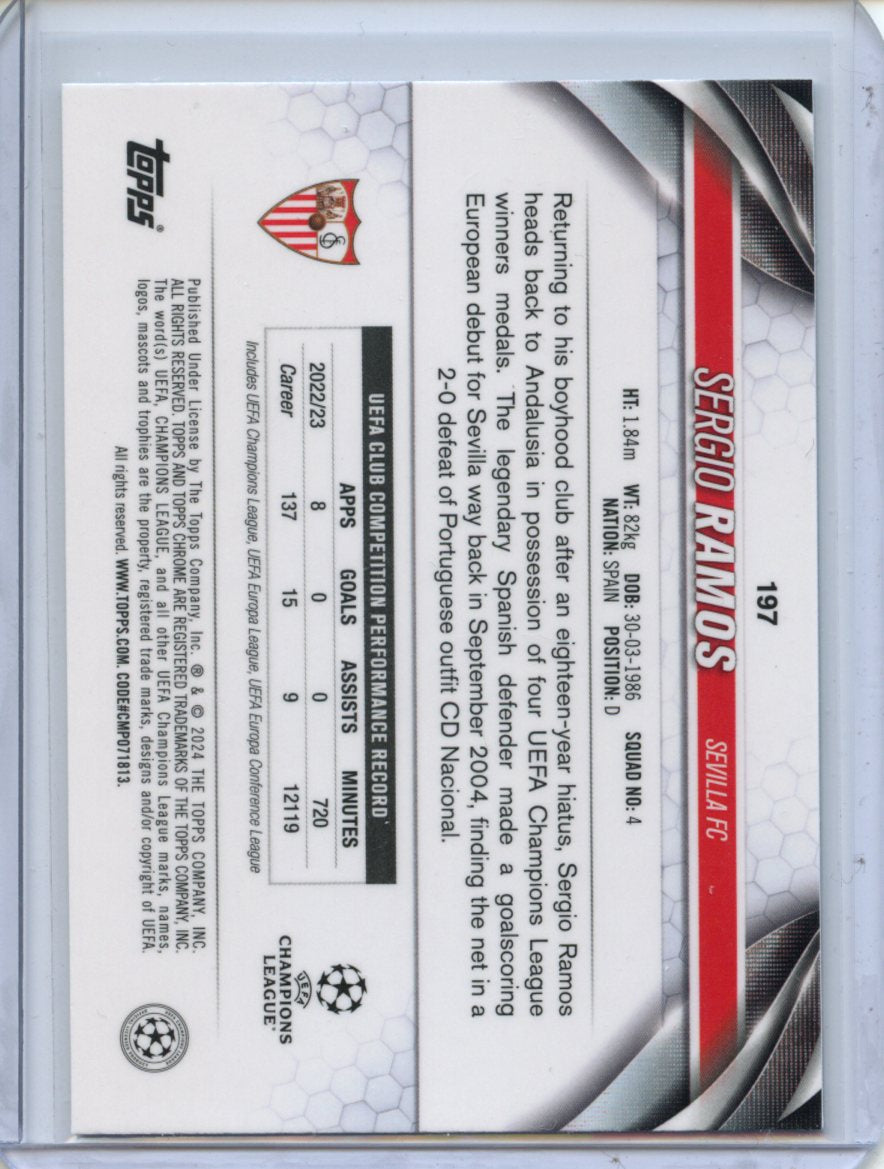 197
SERGIO RAMOS SEVILLA FC
HT: 1.84m WT: 82kg DOB: 30-03-1986 SQUAD NO: 4
NATION: SPAIN POSITION: D
Returning to his boyhood club after an eighteen-year hiatus, Sergio Ramos
heads back to Andalusia in possession of four UEFA Champions League
winners medals. The legendary Spanish defender made a goalscoring
European debut for Sevilla way back in September 2004, finding the net in a
2-0 defeat of Portuguese outfit CD Nacional.
UEFA CLUB COMPETITION PERFORMANCE RECORD
APPS GOALS ASSISTS MINUTES
2022/23 8 0 0 720
Career 137 15 9 12119
Includes UEFA Champions League, UEFA Europa League, UEFA Europa Conference League
UEFA
CHAMPIONS
LEAGUE
topps®
Published Under License by The Topps Company, Inc. ® & © 2024 THE TOPPS COMPANY, INC.
ALL RIGHTS RESERVED. TOPPS AND TOPPS CHROME ARE REGISTERED TRADEMARKS OF THE TOPPS COMPANY, INC.
The word(s) UEFA, CHAMPIONS LEAGUE, and all other UEFA Champions League marks, names,
logos, mascots and trophies are the property, registered trade marks, designs and/or copyright of UEFA.
All rights reserved. WWW.TOPPS.COM. CODE#CMP071813.